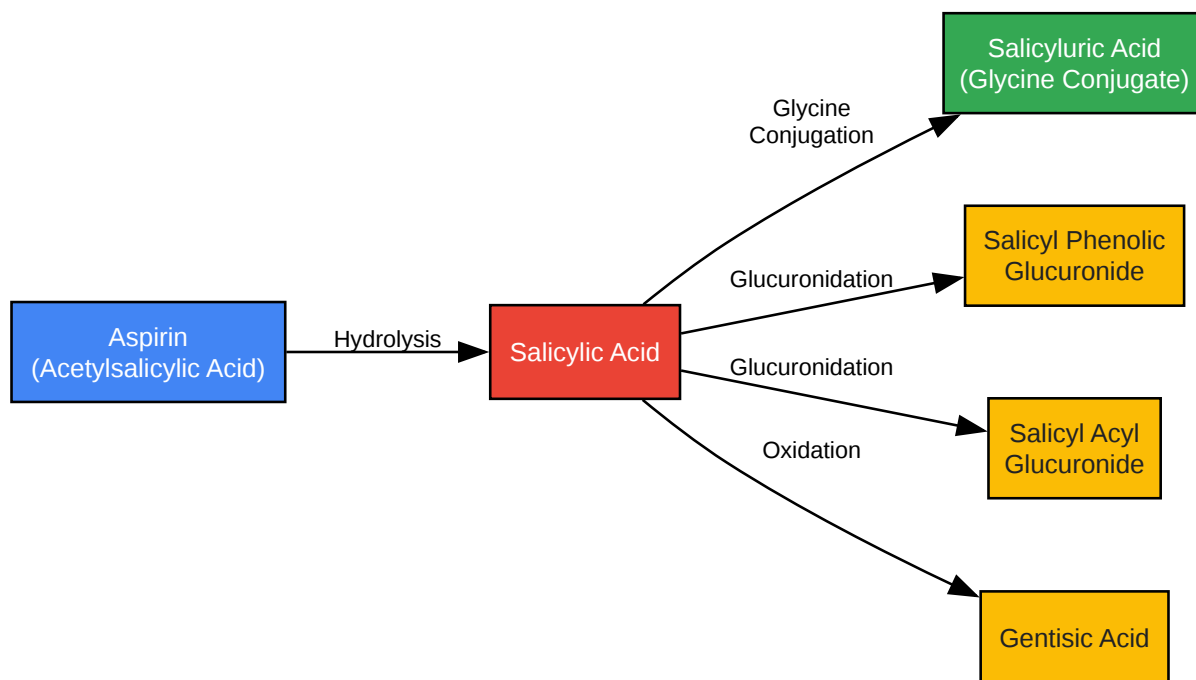 Aspirin
(Acetylsalicylic Acid)
Hydrolysis
Salicylic Acid
Glycine
Conjugation
Salicyluric Acid
(Glycine Conjugate)
Glucuronidation
Salicyl Phenolic
Glucuronide
Glucuronidation
Salicyl Acyl
Glucuronide
Oxidation
Gentisic Acid